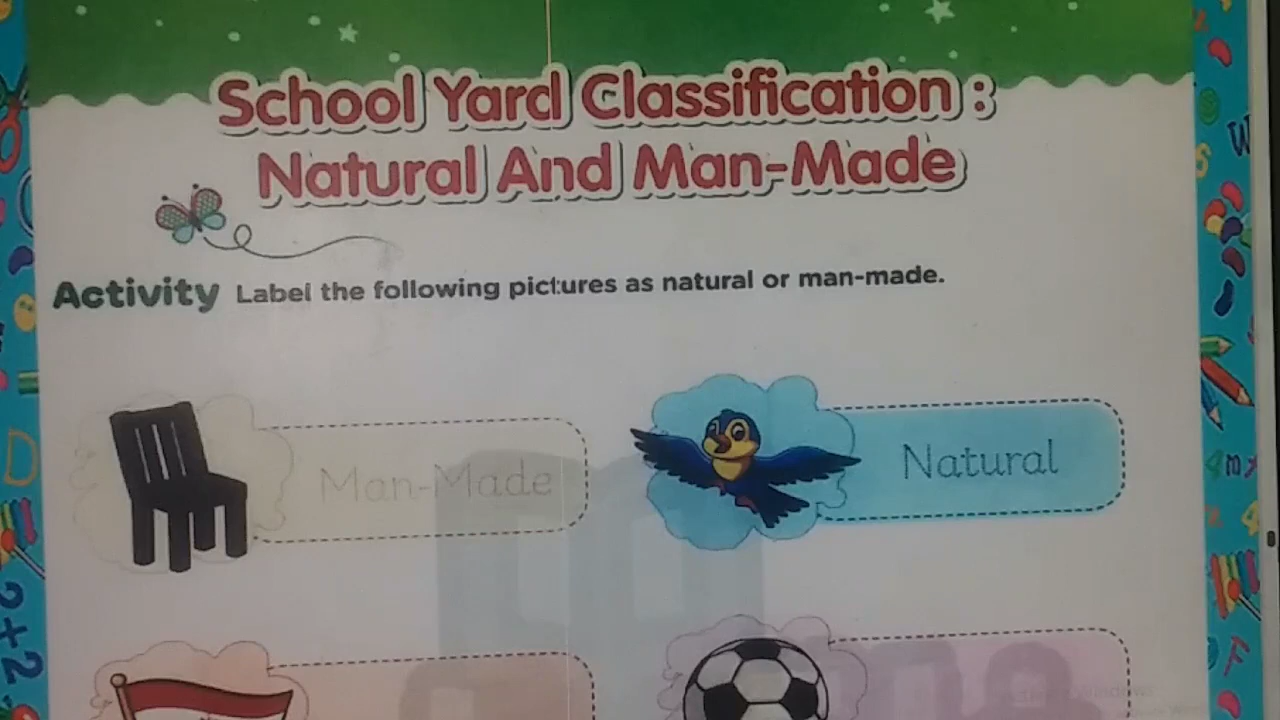 School Yard Classification :
Natural And Man-Made
Activity Label the following pictures as natural or man-made.
Man-Made
Natural